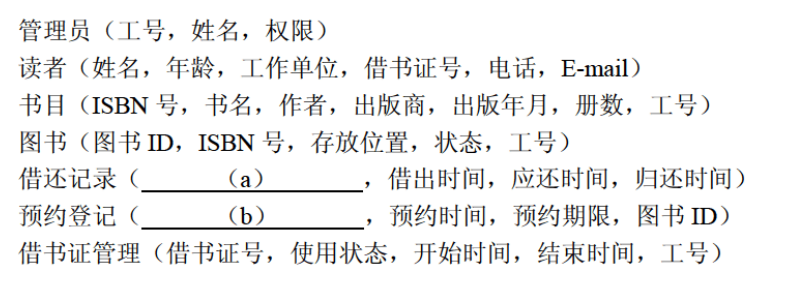 管理员（工号，姓名，权限）
读者（姓名，年龄，工作单位，借书证号，电话，E-mail）
书目（ISBN 号，书名，作者，出版商，出版年月，册数，工号）
图书（图书 ID，ISBN 号，存放位置，状态，工号）
借还记录（（a），借出时间，应还时间，归还时间）
预约登记（（b），预约时间，预约期限，图书 ID）
借书证管理（借书证号，使用状态，开始时间，结束时间，工号）